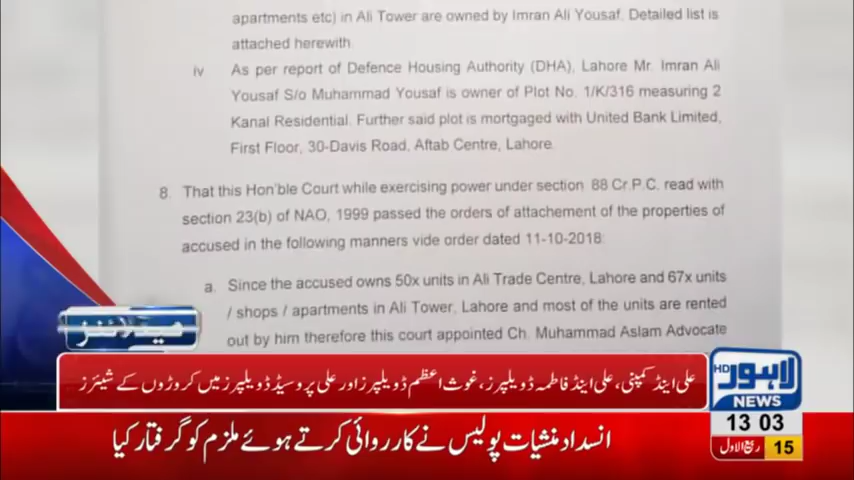 apartments etc) in Ali Tower are owned by Imran Ali Yousaf. Detailed list is
attached herewith
iv As per report of Defence Housing Authority (DHA), Lahore Mr. Imran Ali
Yousaf S/o Muhammad Yousaf is owner of Plot No. 1/K/316 measuring 2
Kanal Residential. Further said plot is mortgaged with United Bank Limited,
First Floor, 30-Davis Road, Aftab Centre, Lahore
8. That this Hon'ble Court while exercising power under section 88 Cr.P.C. read with
section 23(b) of NAO, 1999 passed the orders of attachement of the properties of
accused in the following manners vide order dated 11-10-2018
a. Since the accused owns 50x units in Ali Trade Centre, Lahore and 67x units
/ shops / apartments in Ali Tower, Lahore and most of the units are rented
out by him therefore this court appointed Ch. Muhammad Aslam Advocate
ہیڈلائنز
علی اینڈ کمپنی، علی اینڈ فاطمہ ڈویلپرز، غوث اعظم ڈویلپرز اور علی پروسیڈ ڈویلپرز میں کروڑوں کے شیئرز
HD لاہور
NEWS
13 03
15 ربیع الاول
انسداد منشیات پولیس نے کارروائی کرتے ہوئے ملزم کو گرفتار کیا